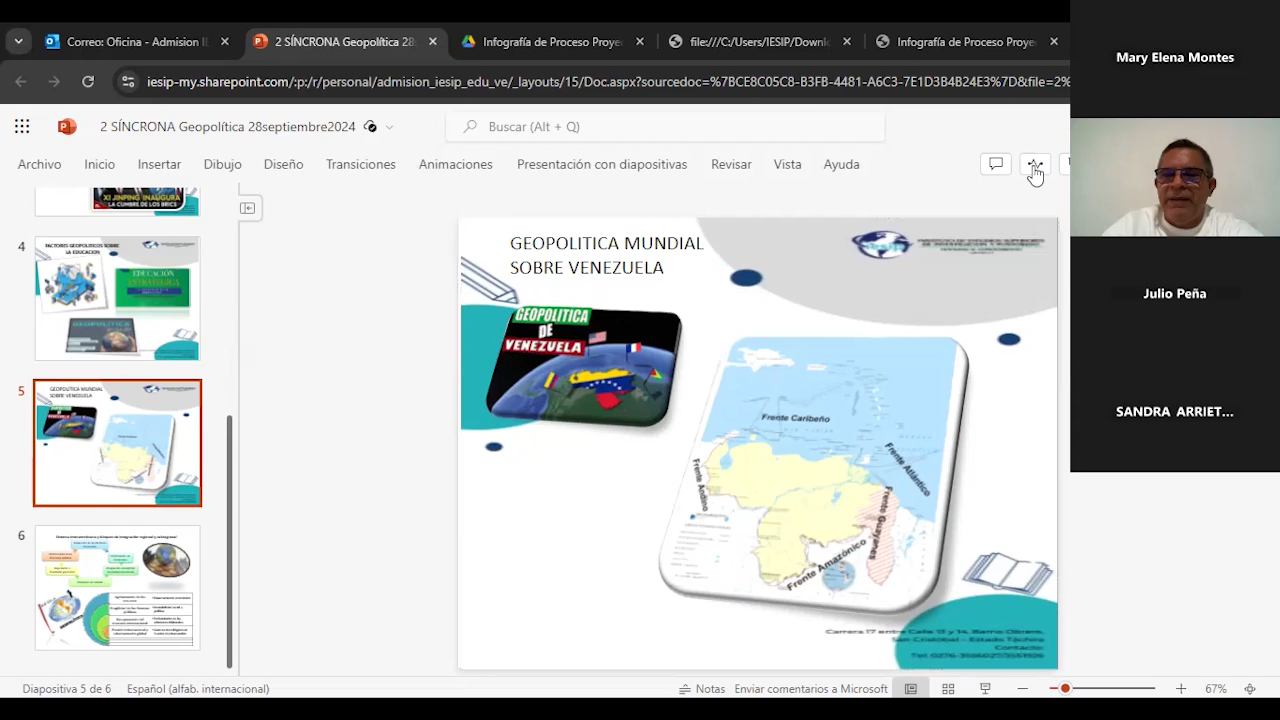 Correo: Oficina - Admision I
2 SÍNCRONA Geopolítica 28
Infografía de Proceso Proye
file:///C:/Users/IESIP/Downl
Infografía de Proceso Proye
iesip-my.sharepoint.com/:p:/r/personal/admision_iesip_edu_ve/_layouts/15/Doc.aspx?sourcedoc=%7BCE8C05C8-B3FB-4481-A6C3-7E1D3B4B24E3%7D&file=2%
2 SÍNCRONA Geopolítica 28septiembre2024
Buscar (Alt + Q)
Archivo Inicio Insertar Dibujo Diseño Transiciones Animaciones Presentación con diapositivas Revisar Vista Ayuda
XI JINPING INAUGURA
LA CUMBRE DE LOS BRICS
4
FACTORES GEOPOLITICOS SOBRE
LA EDUCACION
EDUCACIÓN
ESTRATÉGICA
GEOPOLITICA
5
GEOPOLITICA MUNDIAL
SOBRE VENEZUELA
6
GEOPOLITICA MUNDIAL
SOBRE VENEZUELA
GEOPOLITICA
DE
VENEZUELA
Frente Caribeño
Frente Atlántico
Frente Andino
Frente Guayanés
Frente Amazónico
Carrera 17 entre Calle 13 y 14, Barrio Obrero,
San Cristóbal - Estado Táchira
Contacto:
Mary Elena Montes
Julio Peña
SANDRA ARRIET...
Diapositiva 5 de 6 Español (alfab. internacional) Notas Enviar comentarios a Microsoft 67%